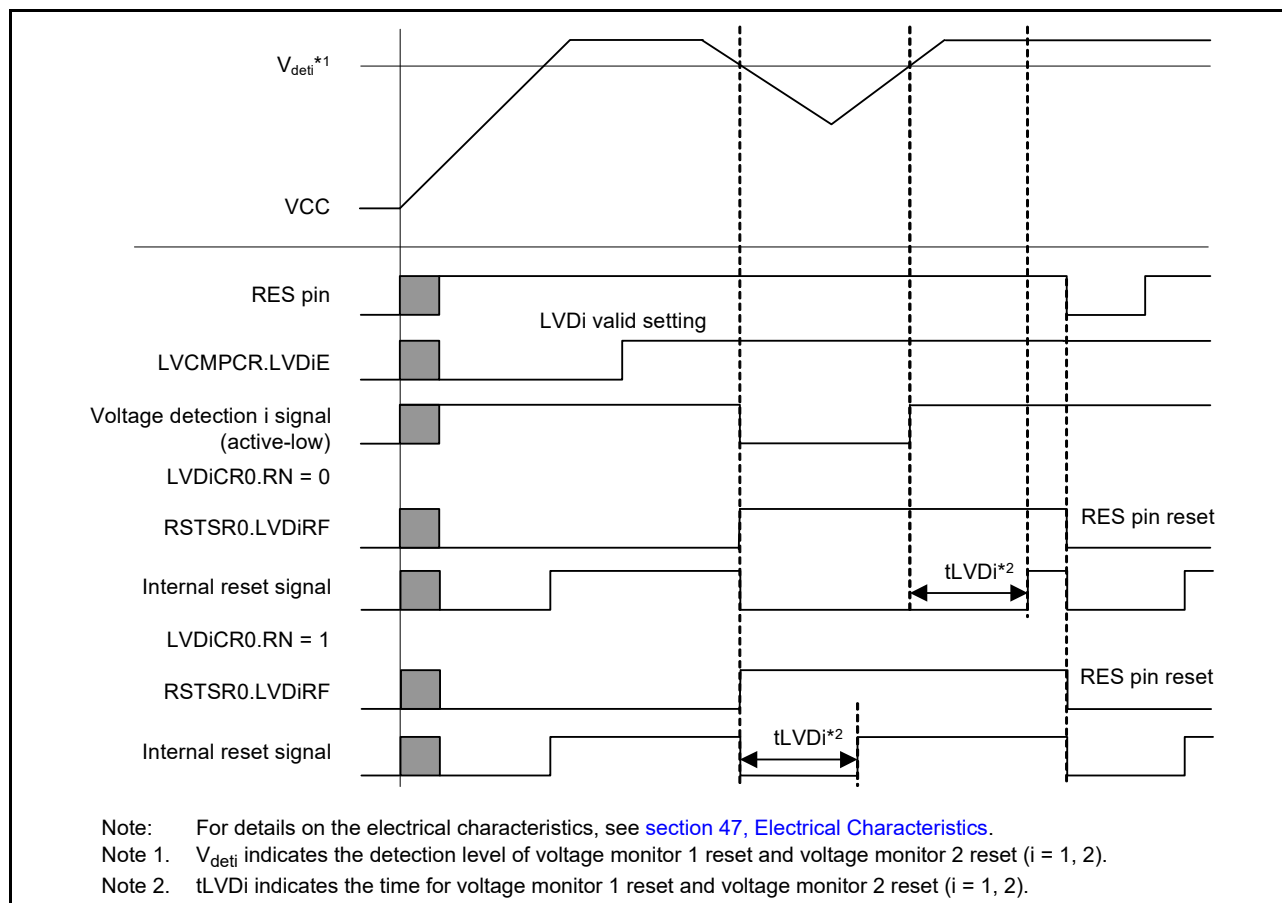 Vdeti*1
VCC
RES pin
LVDi valid setting
LVCMPCR.LVDiE
Voltage detection i signal
(active-low)
LVDiCR0.RN = 0
RSTSR0.LVDiRF
RES pin reset
Internal reset signal
tLVDi*2
LVDiCR0.RN = 1
RSTSR0.LVDiRF
RES pin reset
Internal reset signal
tLVDi*2
Note: For details on the electrical characteristics, see section 47, Electrical Characteristics.
Note 1. Vdeti indicates the detection level of voltage monitor 1 reset and voltage monitor 2 reset (i = 1, 2).
Note 2. tLVDi indicates the time for voltage monitor 1 reset and voltage monitor 2 reset (i = 1, 2).